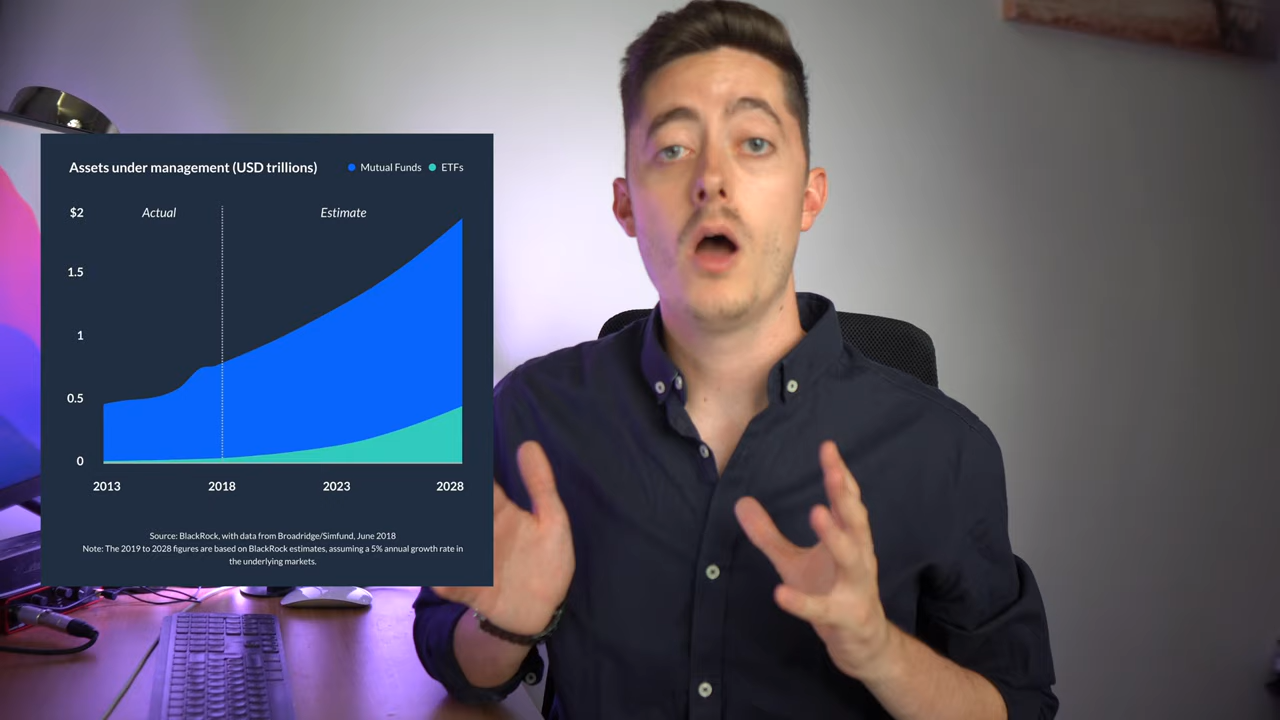 Assets under management (USD trillions)
Mutual Funds ETFs
$2
Actual
Estimate
1.5
1
0.5
0
2013 2018 2023 2028
Source: BlackRock, with data from Broadridge/Simfund, June 2018
Note: The 2019 to 2028 figures are based on BlackRock estimates, assuming a 5% annual growth rate in
the underlying markets.